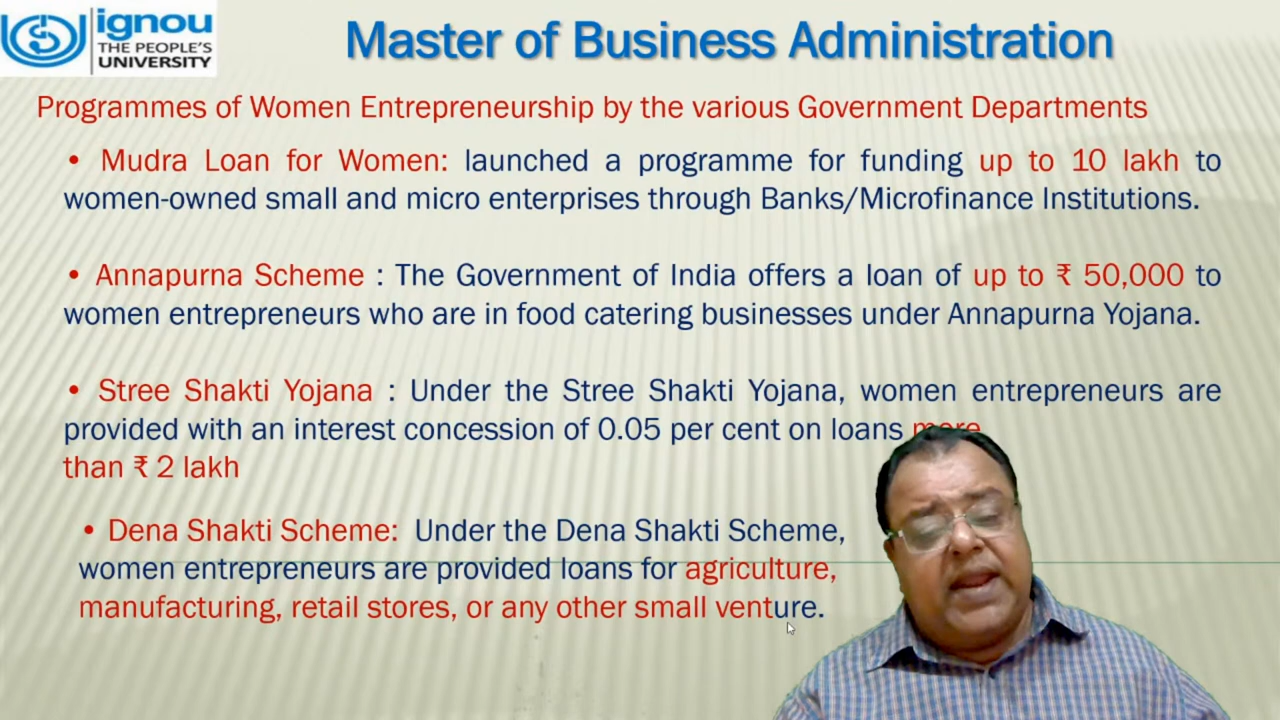 ignou
THE PEOPLE'S
UNIVERSITY
Master of Business Administration
Programmes of Women Entrepreneurship by the various Government Departments
• Mudra Loan for Women: launched a programme for funding up to 10 lakh to
women-owned small and micro enterprises through Banks/Microfinance Institutions.
• Annapurna Scheme : The Government of India offers a loan of up to ₹ 50,000 to
women entrepreneurs who are in food catering businesses under Annapurna Yojana.
• Stree Shakti Yojana : Under the Stree Shakti Yojana, women entrepreneurs are
provided with an interest concession of 0.05 per cent on loans more
than ₹ 2 lakh
• Dena Shakti Scheme: Under the Dena Shakti Scheme,
women entrepreneurs are provided loans for agriculture,
manufacturing, retail stores, or any other small venture.